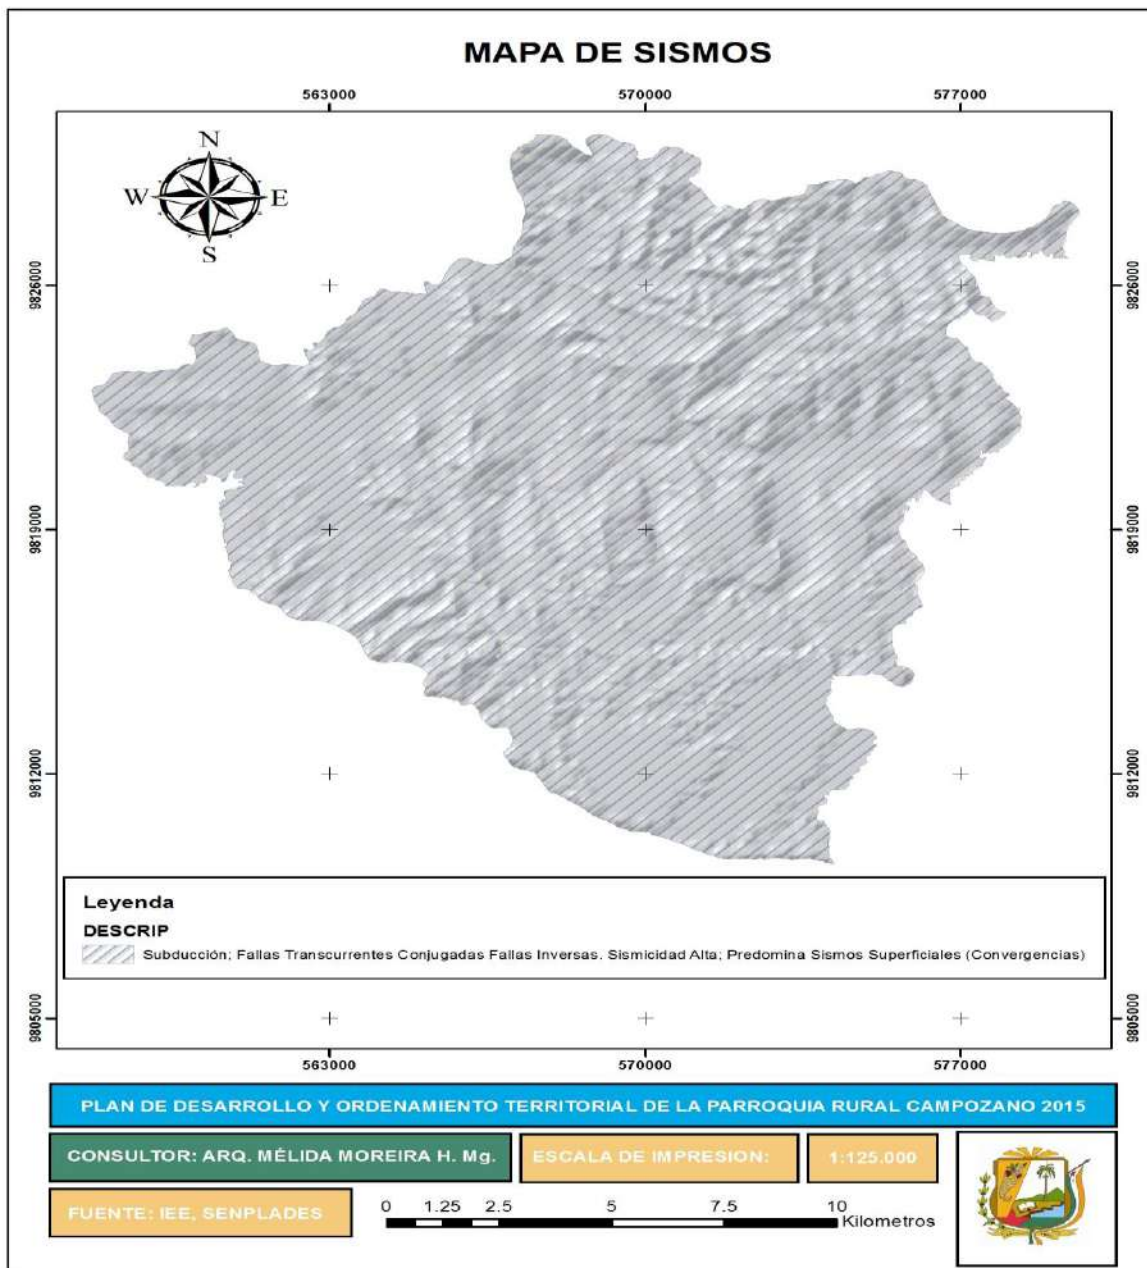 MAPA DE SISMOS
563000 570000 577000
N
W E
S
9826000 9826000
9819000 9819000
9812000 9812000
Leyenda
DESCRIP
Subducción; Fallas Transcurrentes Conjugadas Fallas Inversas. Sismicidad Alta; Predomina Sismos Superficiales (Convergencias)
9805000 9805000
563000 570000 577000
PLAN DE DESARROLLO Y ORDENAMIENTO TERRITORIAL DE LA PARROQUIA RURAL CAMPOZANO 2015
CONSULTOR: ARQ. MÉLIDA MOREIRA H. Mg. ESCALA DE IMPRESION: 1:125.000
FUENTE: IEE, SENPLADES
0 1.25 2.5 5 7.5 10
Kilometros